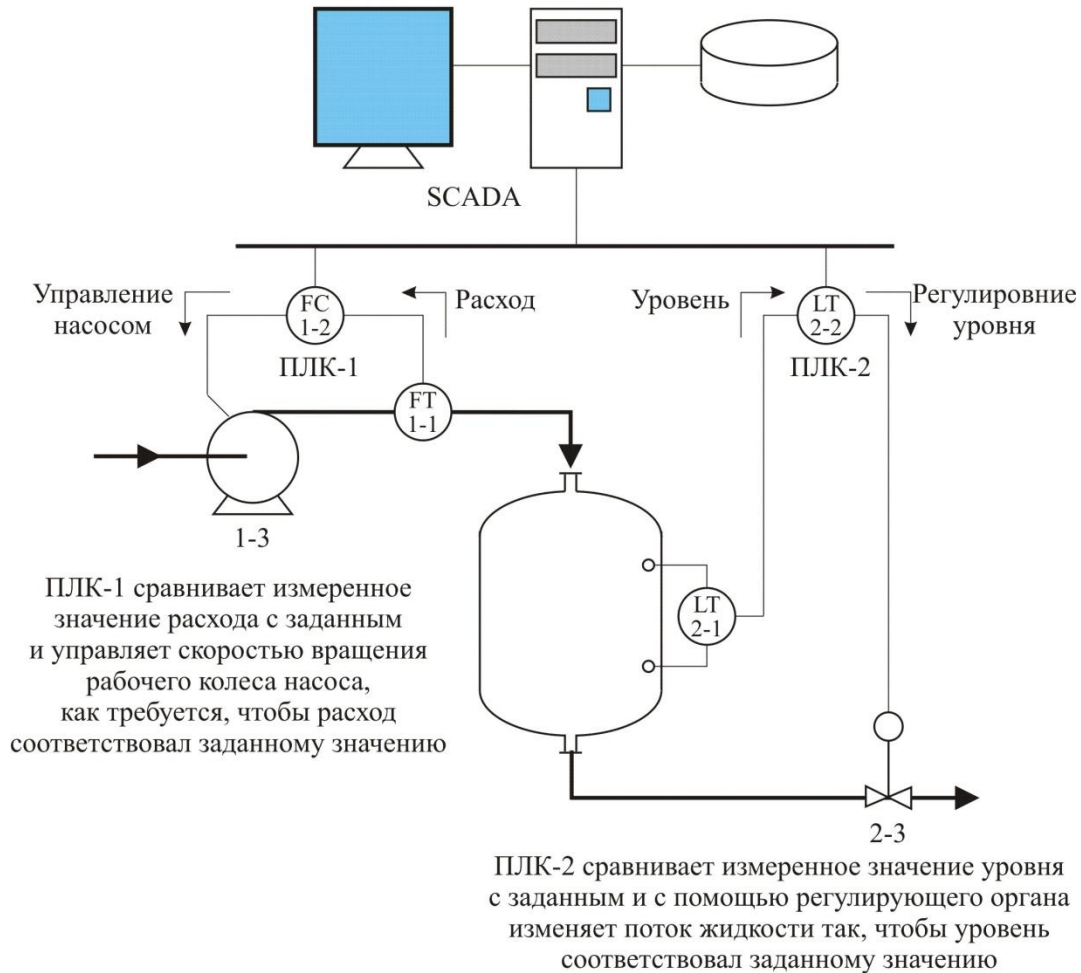 SCADA
Управление
насосом
FC
1-2
Расход
ПЛК-1
Уровень
LT
2-2
Регулировние
уровня
ПЛК-2
FT
1-1
1-3
ПЛК-1 сравнивает измеренное
значение расхода с заданным
и управляет скоростью вращения
рабочего колеса насоса,
как требуется, чтобы расход
соответствовал заданному значению
LT
2-1
2-3
ПЛК-2 сравнивает измеренное значение уровня
с заданным и с помощью регулирующего органа
изменяет поток жидкости так, чтобы уровень
соответствовал заданному значению